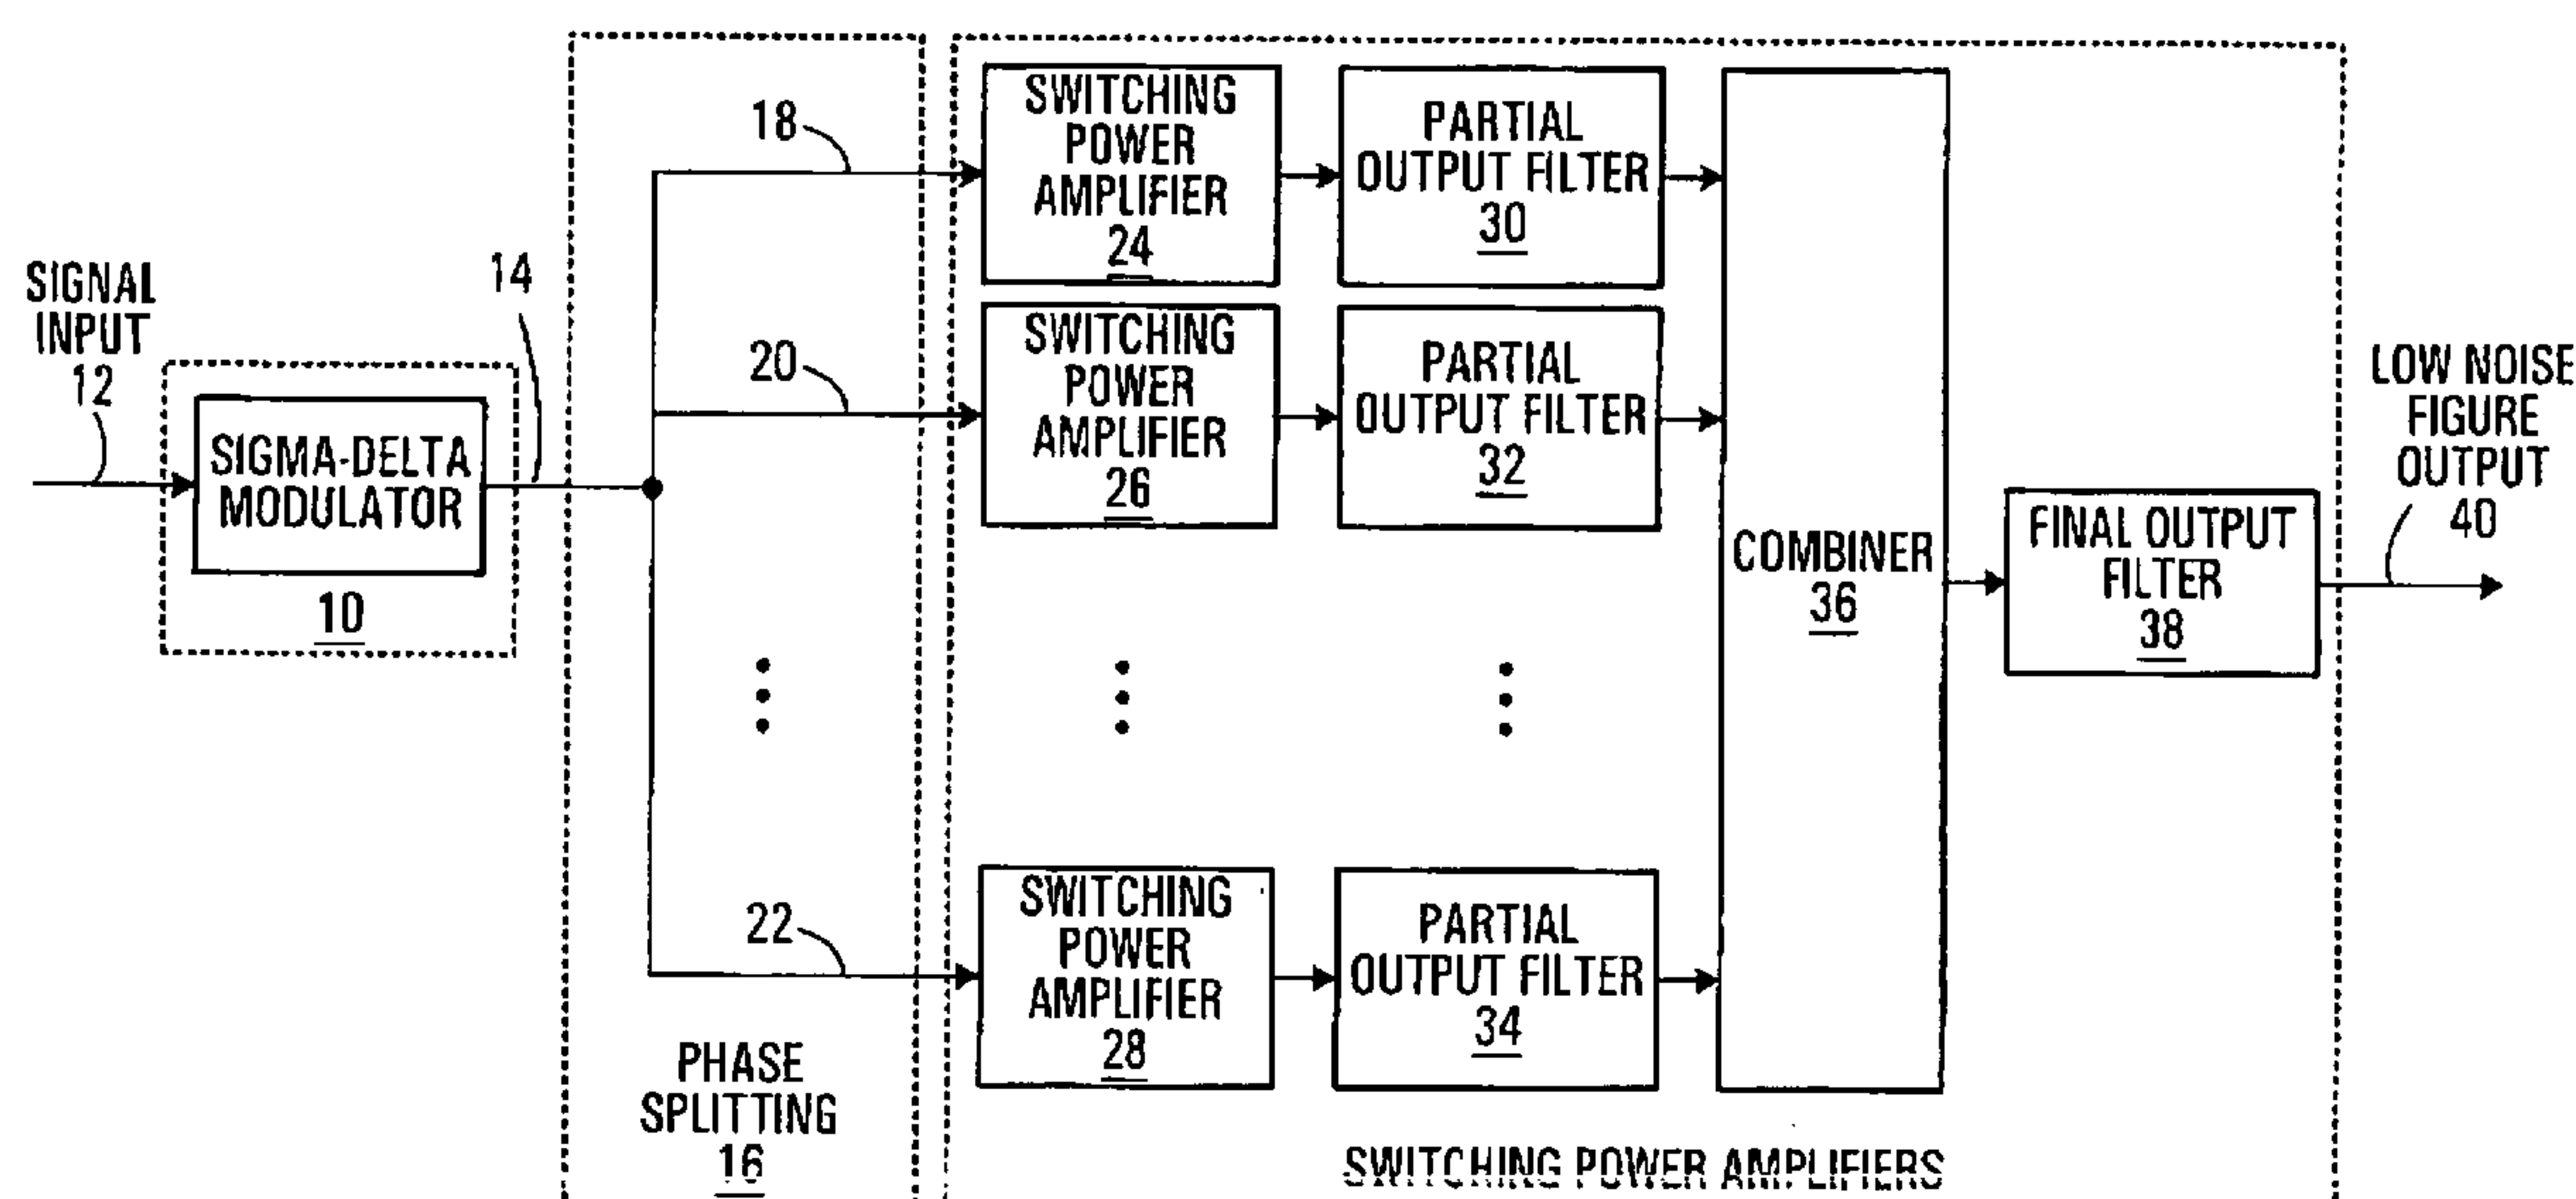 SIGNAL
INPUT
12
SIGMA-DELTA
MODULATOR
10
14
18
20
22
PHASE
SPLITTING
16
SWITCHING
POWER
AMPLIFIER
24
PARTIAL
OUTPUT FILTER
30
SWITCHING
POWER
AMPLIFIER
26
PARTIAL
OUTPUT FILTER
32
SWITCHING
POWER
AMPLIFIER
28
PARTIAL
OUTPUT FILTER
34
COMBINER
36
FINAL OUTPUT
FILTER
38
LOW NOISE
FIGURE
OUTPUT
40
SWITCHING POWER AMPLIFIERS